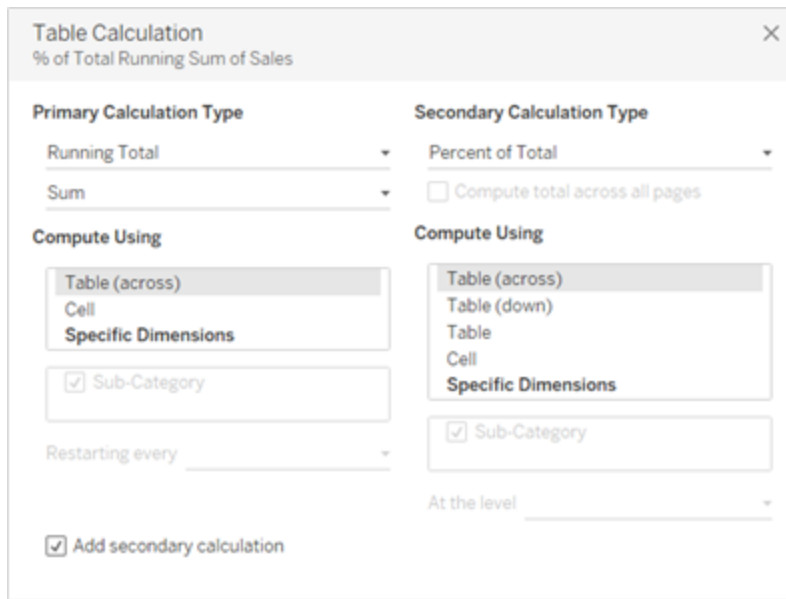 Table Calculation
% of Total Running Sum of Sales
Primary Calculation Type
Running Total
Sum
Compute Using
Table (across)
Cell
Specific Dimensions
Sub-Category
Restarting every
Add secondary calculation
Secondary Calculation Type
Percent of Total
Compute total across all pages
Compute Using
Table (across)
Table (down)
Table
Cell
Specific Dimensions
Sub-Category
At the level